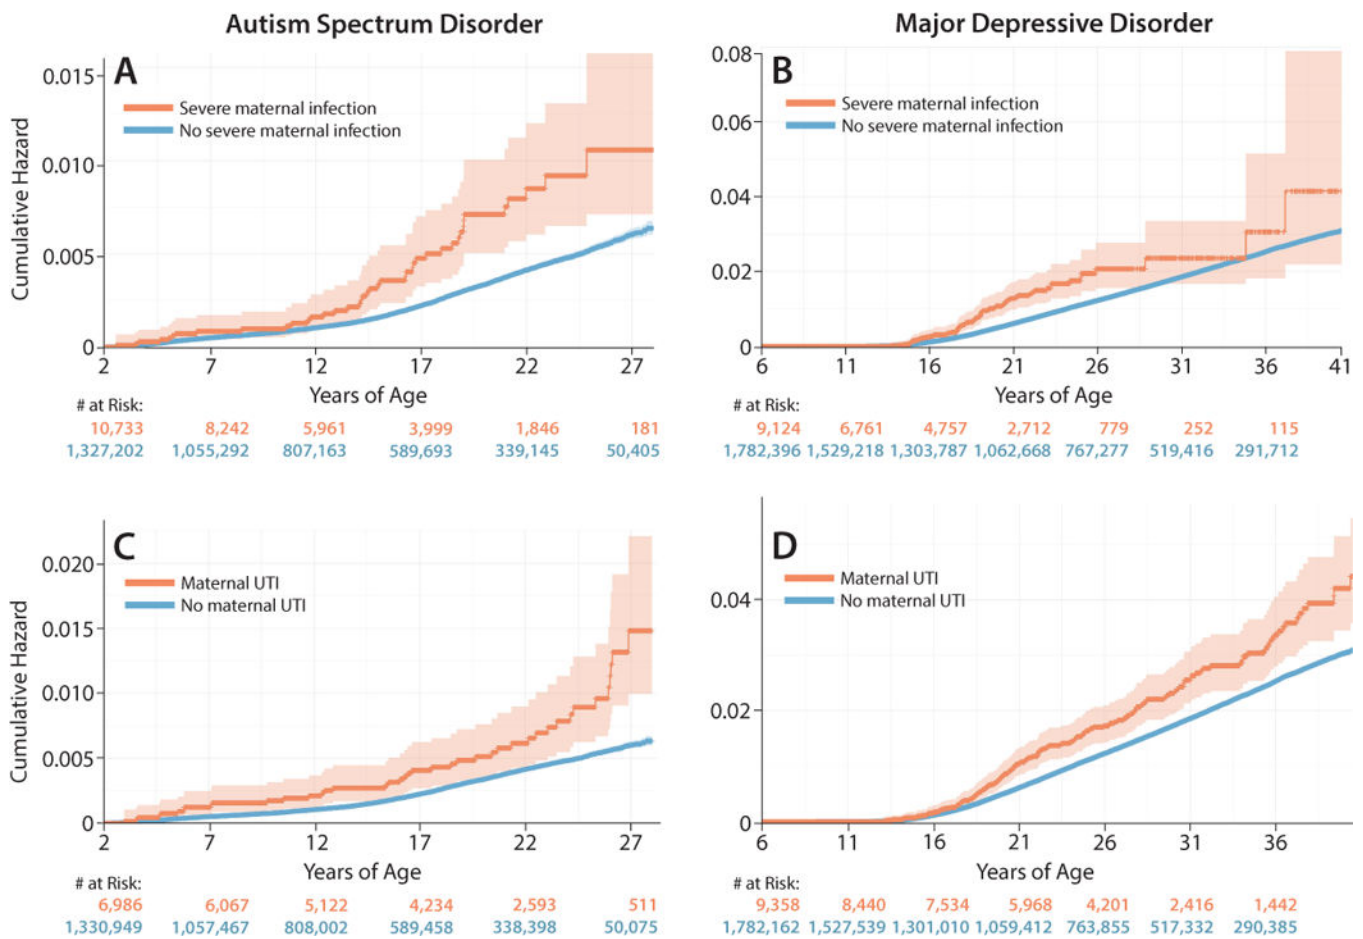 Autism Spectrum Disorder
Major Depressive Disorder
A
Severe maternal infection
No severe maternal infection
Cumulative Hazard
0.015
0.010
0.005
0
2 7 12 17 22 27
Years of Age
# at Risk:
10,733 8,242 5,961 3,999 1,846 181
1,327,202 1,055,292 807,163 589,693 339,145 50,405
B
Severe maternal infection
No severe maternal infection
0.08
0.06
0.04
0.02
0
6 11 16 21 26 31 36 41
Years of Age
# at Risk:
9,124 6,761 4,757 2,712 779 252 115
1,782,396 1,529,218 1,303,787 1,062,668 767,277 519,416 291,712
C
Maternal UTI
No maternal UTI
Cumulative Hazard
0.020
0.015
0.010
0.005
0
2 7 12 17 22 27
Years of Age
# at Risk:
6,986 6,067 5,122 4,234 2,593 511
1,330,949 1,057,467 808,002 589,458 338,398 50,075
D
Maternal UTI
No maternal UTI
0.04
0.02
0
6 11 16 21 26 31 36
Years of Age
# at Risk:
9,358 8,440 7,534 5,968 4,201 2,416 1,442
1,782,162 1,527,539 1,301,010 1,059,412 763,855 517,332 290,385